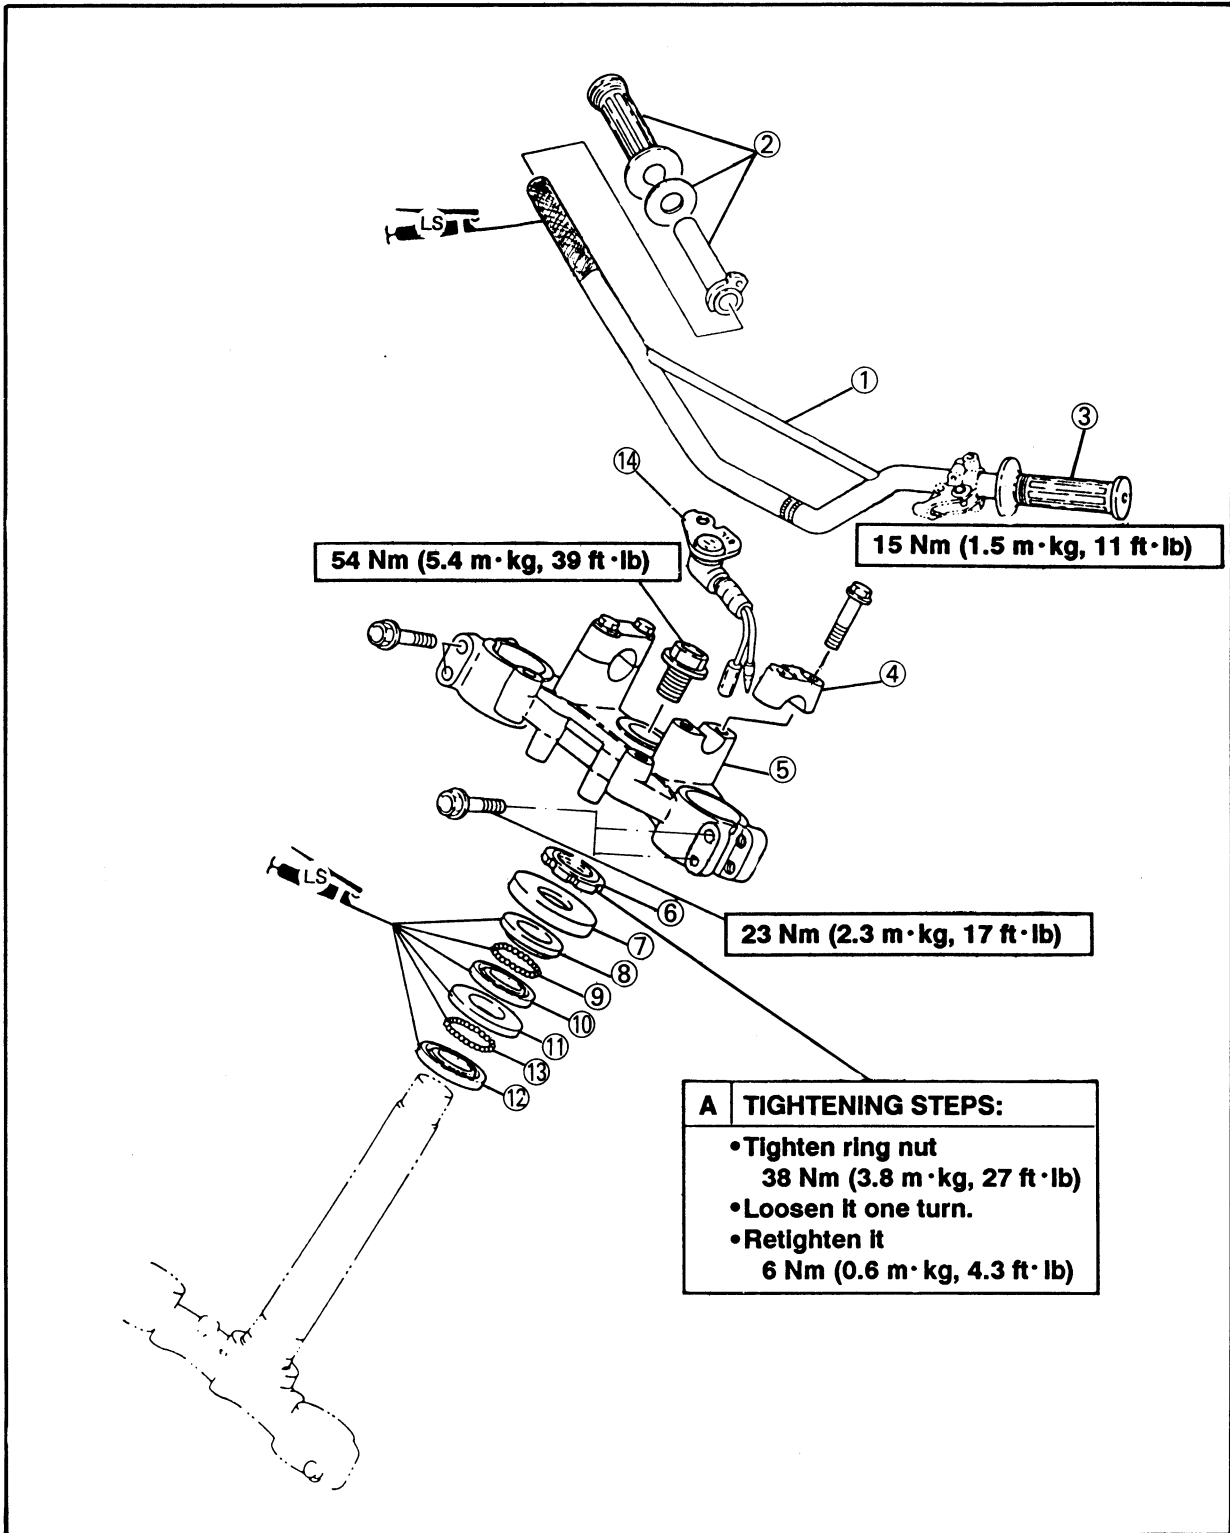 ②
LS
①
③
⑭
15 Nm (1.5 m·kg, 11 ft·lb)
54 Nm (5.4 m·kg, 39 ft·lb)
④
⑤
LS
⑥
23 Nm (2.3 m·kg, 17 ft·lb)
⑦
⑧
⑨
⑩
⑪
⑬
⑫
A TIGHTENING STEPS:
•Tighten ring nut
38 Nm (3.8 m·kg, 27 ft·lb)
•Loosen it one turn.
•Retighten it
6 Nm (0.6 m·kg, 4.3 ft·lb)